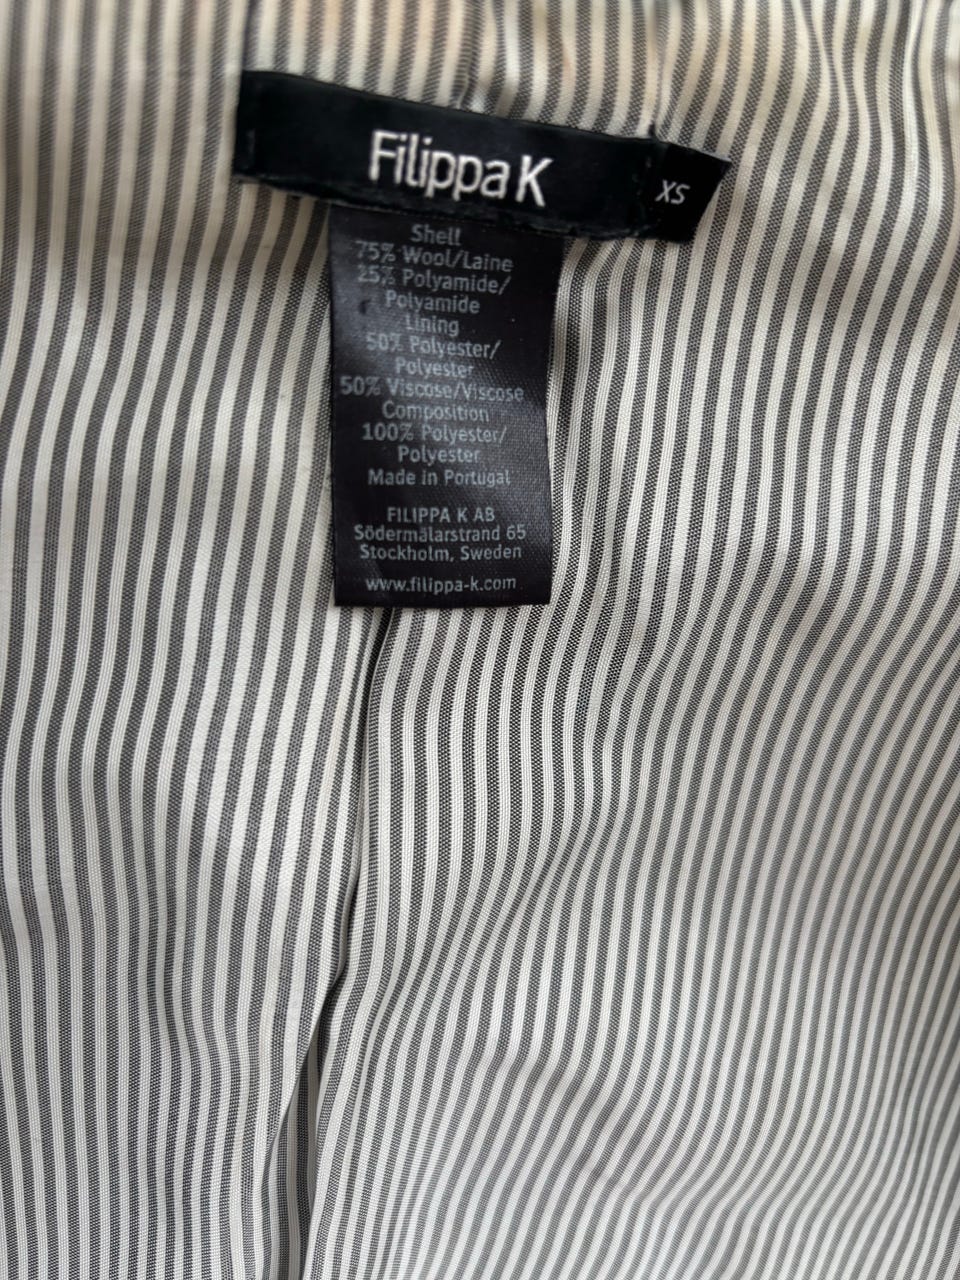 Filippa K
XS
Shell
75% Wool/Laine
25% Polyamide/
Polyamide
Lining
50% Polyester/
Polyester
50% Viscose/Viscose
Composition
100% Polyester/
Polyester
Made in Portugal
FILIPPA K AB
Södermälarstrand 65
Stockholm, Sweden
www.filippa-k.com